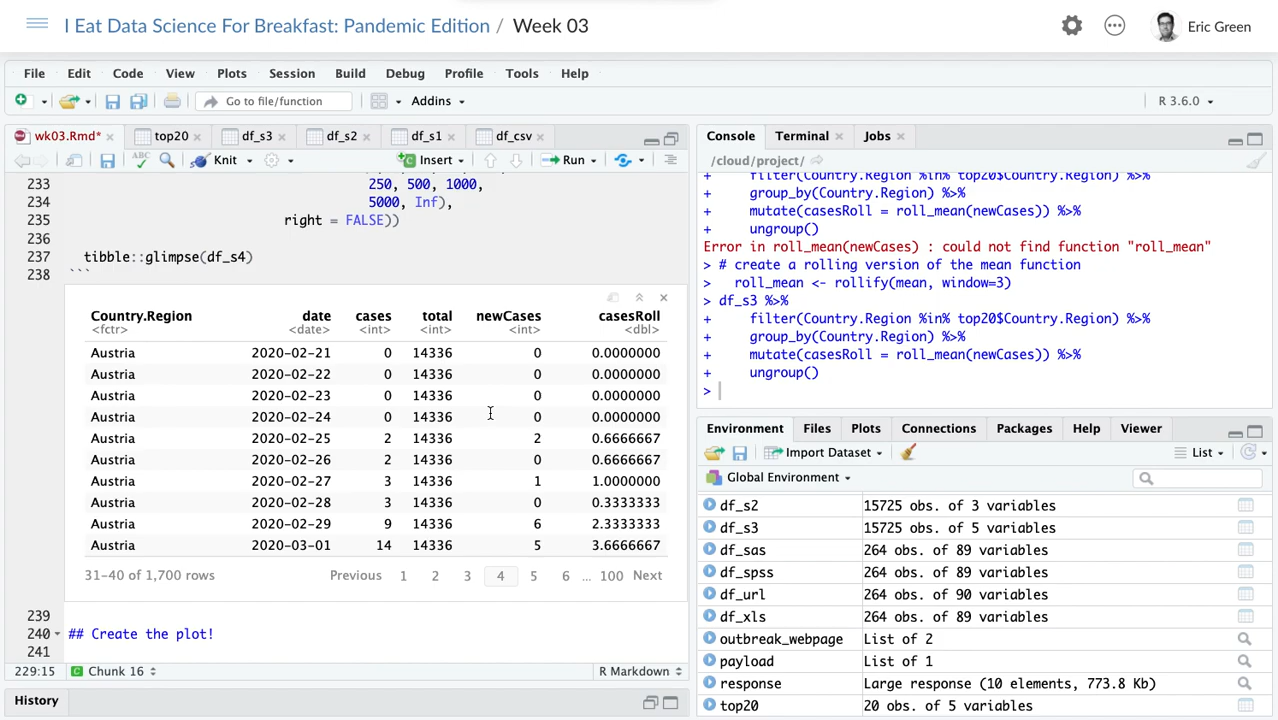 I Eat Data Science For Breakfast: Pandemic Edition / Week 03
Eric Green
File Edit Code View Plots Session Build Debug Profile Tools Help
Go to file/function
Addins
R 3.6.0
wk03.Rmd* top20 df_s3 df_s2 df_s1 df_csv
ABC Knit Insert Run
233 250, 500, 1000,
234 5000, Inf),
235 right = FALSE))
236
237 tibble::glimpse(df_s4)
238 ```
Country.Region date cases total newCases casesRoll
<fctr> <date> <int> <int> <int> <dbl>
Austria 2020-02-21 0 14336 0 0.0000000
Austria 2020-02-22 0 14336 0 0.0000000
Austria 2020-02-23 0 14336 0 0.0000000
Austria 2020-02-24 0 14336 0 0.0000000
Austria 2020-02-25 2 14336 2 0.6666667
Austria 2020-02-26 2 14336 0 0.6666667
Austria 2020-02-27 3 14336 1 1.0000000
Austria 2020-02-28 3 14336 0 0.3333333
Austria 2020-02-29 9 14336 6 2.3333333
Austria 2020-03-01 14 14336 5 3.6666667
31-40 of 1,700 rows Previous 1 2 3 4 5 6 ... 100 Next
239
240 ## Create the plot!
241
229:15 Chunk 16 R Markdown
History
Console Terminal Jobs
/cloud/project/
+ filter(Country.Region %in% top20$Country.Region) %>%
+ group_by(Country.Region) %>%
+ mutate(casesRoll = roll_mean(newCases)) %>%
+ ungroup()
Error in roll_mean(newCases) : could not find function "roll_mean"
> # create a rolling version of the mean function
> roll_mean <- rollify(mean, window=3)
> df_s3 %>%
+ filter(Country.Region %in% top20$Country.Region) %>%
+ group_by(Country.Region) %>%
+ mutate(casesRoll = roll_mean(newCases)) %>%
+ ungroup()
>
Environment Files Plots Connections Packages Help Viewer
Import Dataset List
Global Environment
df_s2 15725 obs. of 3 variables
df_s3 15725 obs. of 5 variables
df_sas 264 obs. of 89 variables
df_spss 264 obs. of 89 variables
df_url 264 obs. of 90 variables
df_xls 264 obs. of 89 variables
outbreak_webpage List of 2
payload List of 1
response Large response (10 elements, 773.8 Kb)
top20 20 obs. of 5 variables